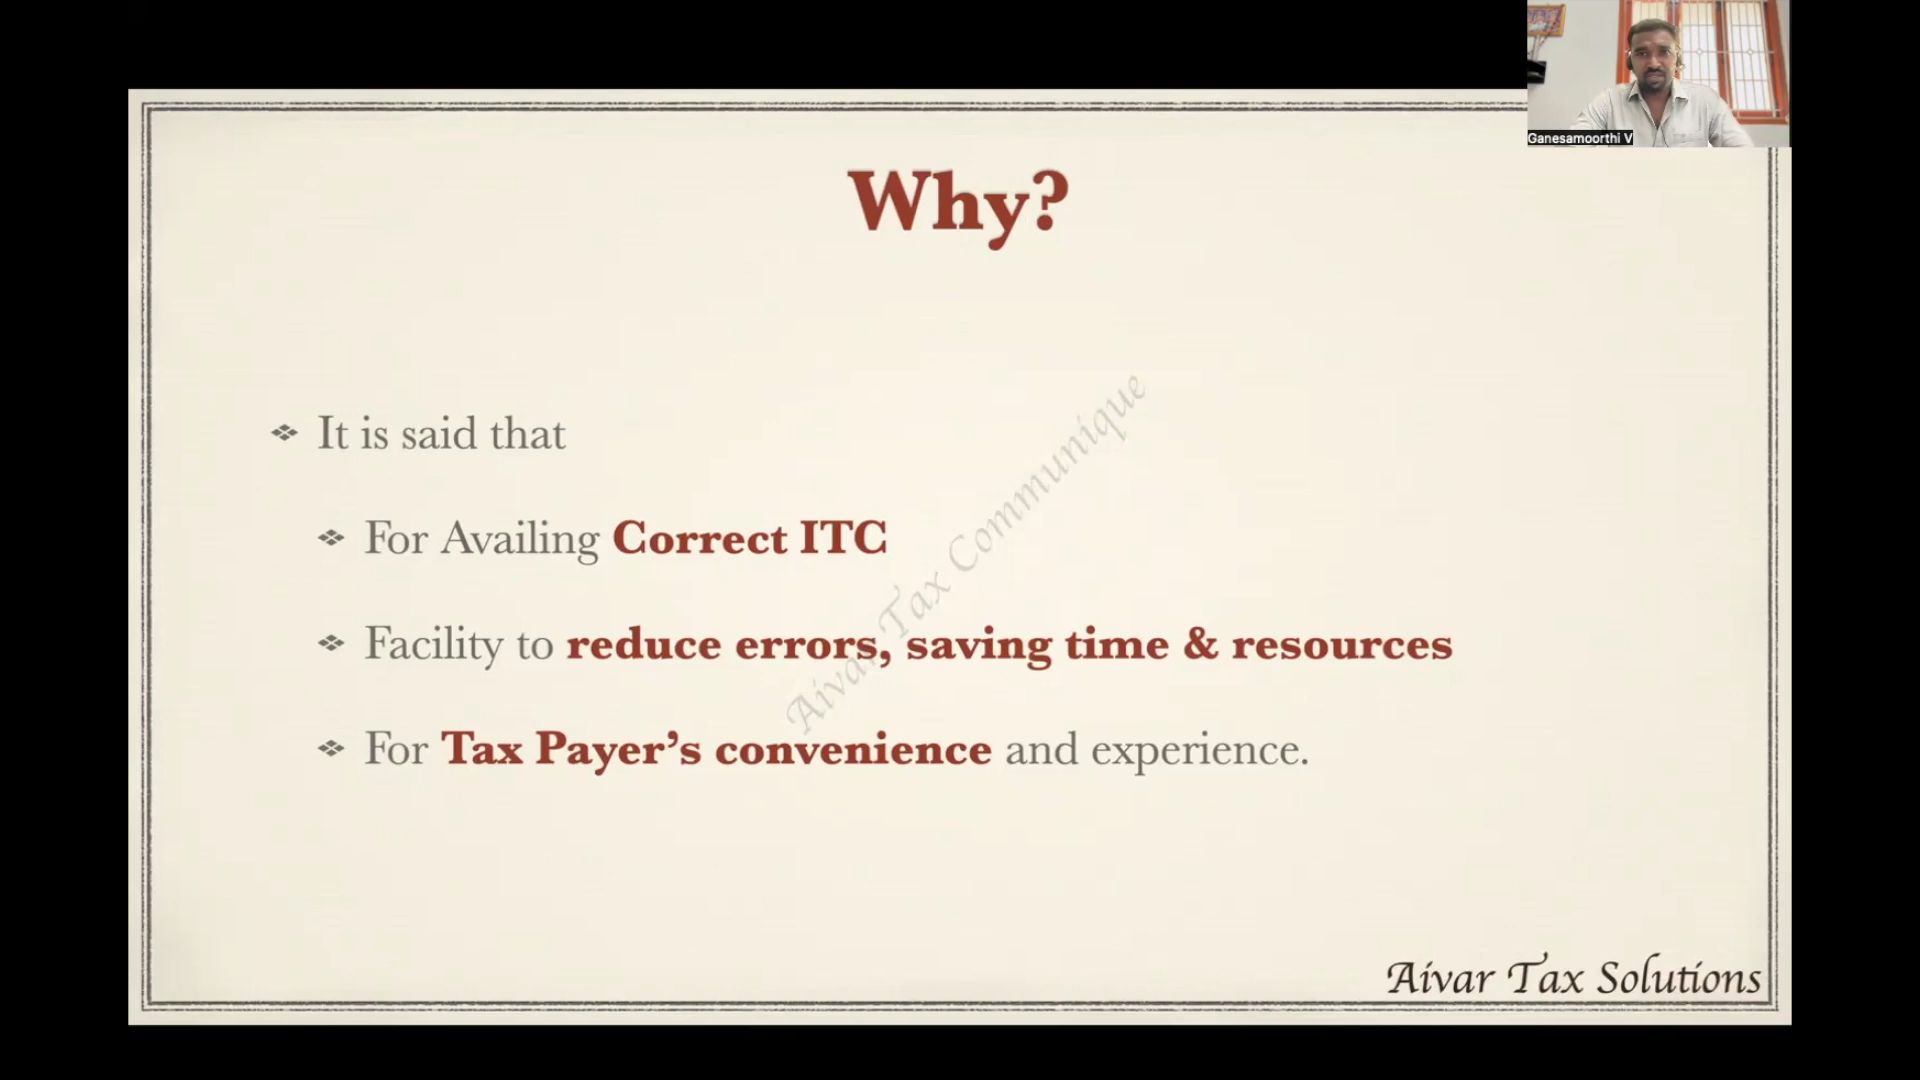 Ganesamoorthi V
Why?
It is said that
For Availing Correct ITC
Facility to reduce errors, saving time & resources
For Tax Payer’s convenience and experience.
Aivar Tax Communique
Aivar Tax Solutions